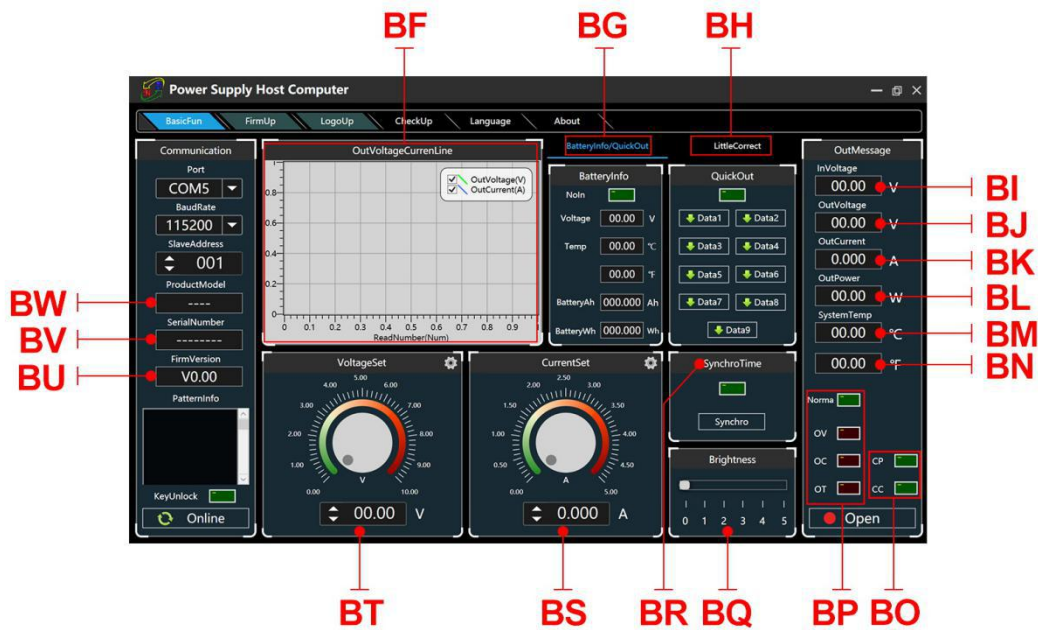 BF
BG
BH
Power Supply Host Computer
BasicFun
FirmUp
LogoUp
CheckUp
Language
About
Communication
Port
COM5
BaudRate
115200
SlaveAddress
001
ProductModel
----
SerialNumber
--------
FirmVersion
V0.00
PatternInfo
KeyUnlock
Online
OutVoltageCurrenLine
1
0.8
0.6
0.4
0.2
0
0 0.1 0.2 0.3 0.4 0.5 0.6 0.7 0.8 0.9
ReadNumber(Num)
OutVoltage(V)
OutCurrent(A)
BatteryInfo/QuickOut
LittleCorrect
BatteryInfo
NoIn
Voltage 00.00 V
Temp 00.00 ℃
00.00 ℉
BatteryAh 000.000 Ah
BatteryWh 000.000 Wh
QuickOut
Data1 Data2
Data3 Data4
Data5 Data6
Data7 Data8
Data9
OutMessage
InVoltage
00.00 V
OutVoltage
00.00 V
OutCurrent
0.000 A
OutPower
00.00 W
SystemTemp
00.00 ℃
00.00 ℉
Norma
OV
OC
OT
CP
CC
Open
VoltageSet
0.00 1.00 2.00 3.00 4.00 5.00 6.00 7.00 8.00 9.00 10.00
V
00.00 V
CurrentSet
0.00 0.50 1.50 2.00 2.50 3.00 3.50 4.50 5.00
A
0.000 A
SynchroTime
Synchro
Brightness
0 1 2 3 4 5
BI
BJ
BK
BL
BM
BN
BW
BV
BU
BT
BS
BR
BQ
BP
BO